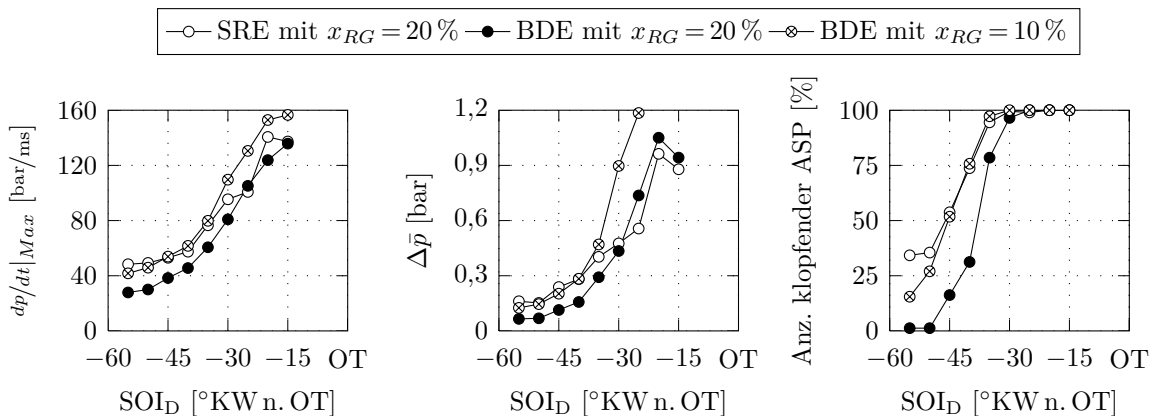 SRE mit x_RG = 20 % BDE mit x_RG = 20 % BDE mit x_RG = 10 %
dp/dt|_Max [bar/ms]
160
120
80
40
0
−60 −45 −30 −15 OT
SOI_D [°KW n. OT]
Δp̄ [bar]
1,2
0,9
0,6
0,3
0
−60 −45 −30 −15 OT
SOI_D [°KW n. OT]
Anz. klopfender ASP [%]
100
75
50
25
0
−60 −45 −30 −15 OT
SOI_D [°KW n. OT]